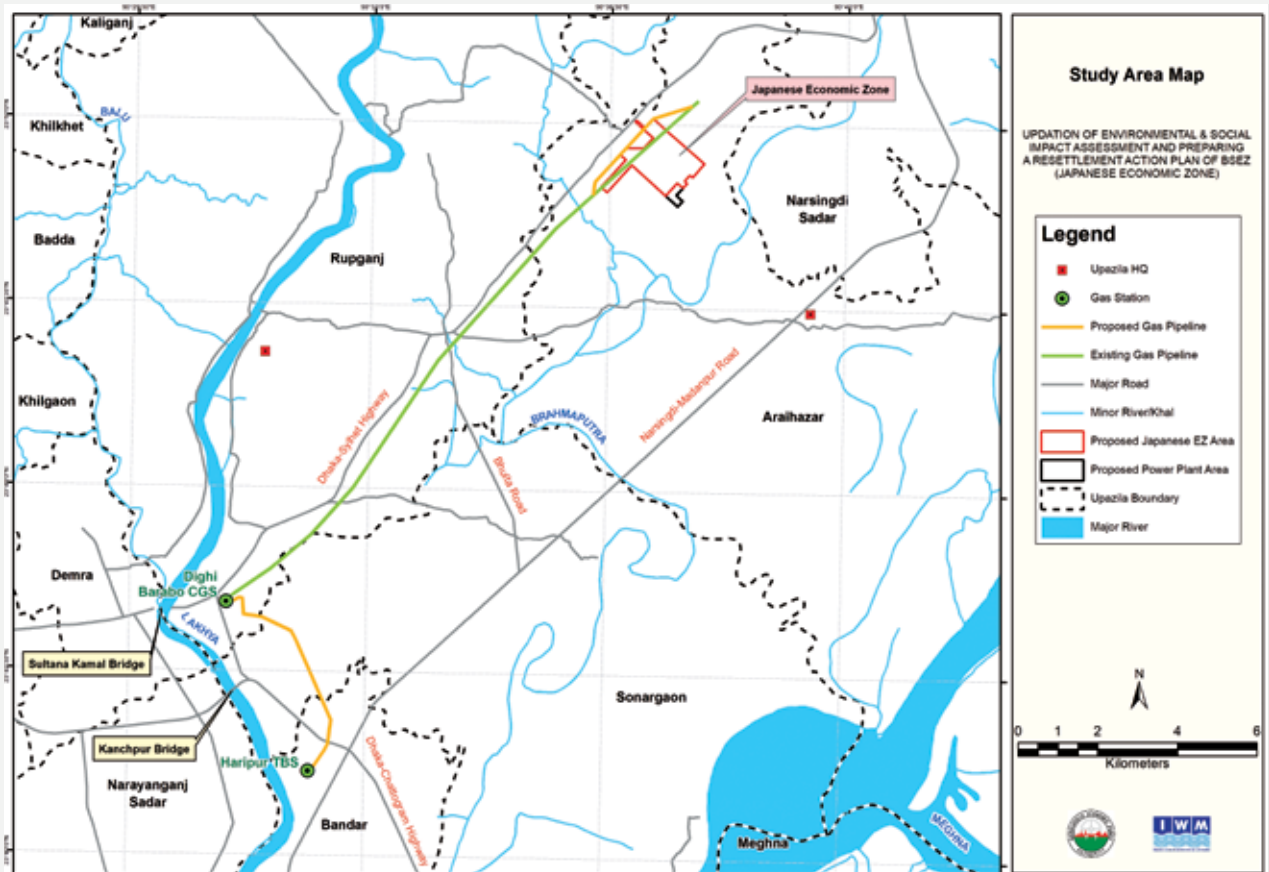 Kaliganj
BALU
Khilkhet
Badda
Khilgaon
Demra
Rupganj
Japanese Economic Zone
Narsingdi
Sadar
Araihazar
BRAHMAPUTRA
Dhaka-Sylhet Highway
Bhulta Road
Narsingdi-Madanpur Road
Dighi
Barabo CGS
LAKHYA
Sultana Kamal Bridge
Kanchpur Bridge
Haripur TBS
Narayanganj
Sadar
Bandar
Dhaka-Chattogram Highway
Sonargaon
Meghna
MEGHNA
Study Area Map
UPDATION OF ENVIRONMENTAL & SOCIAL
IMPACT ASSESSMENT AND PREPARING
A RESETTLEMENT ACTION PLAN OF BSEZ
(JAPANESE ECONOMIC ZONE)
Legend
Upazila HQ
Gas Station
Proposed Gas Pipeline
Existing Gas Pipeline
Major Road
Minor River/Khal
Proposed Japanese EZ Area
Proposed Power Plant Area
Upazila Boundary
Major River
N
0 1 2 4 6
Kilometers
IWM